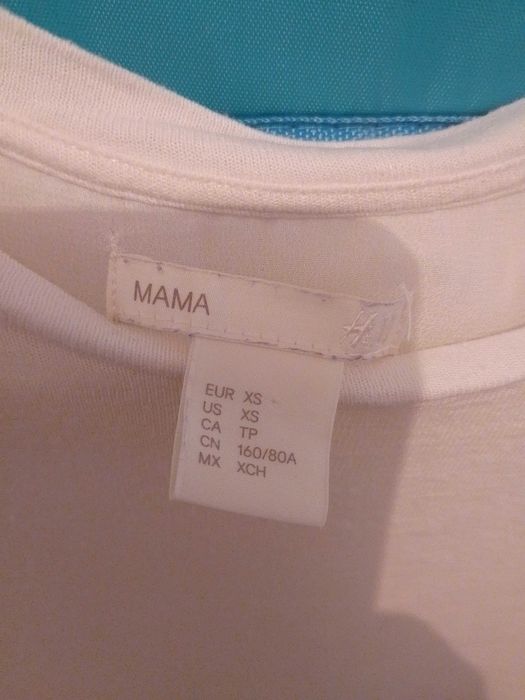 MAMA
EUR XS
US XS
CA TP
CN 160/80A
MX XCH